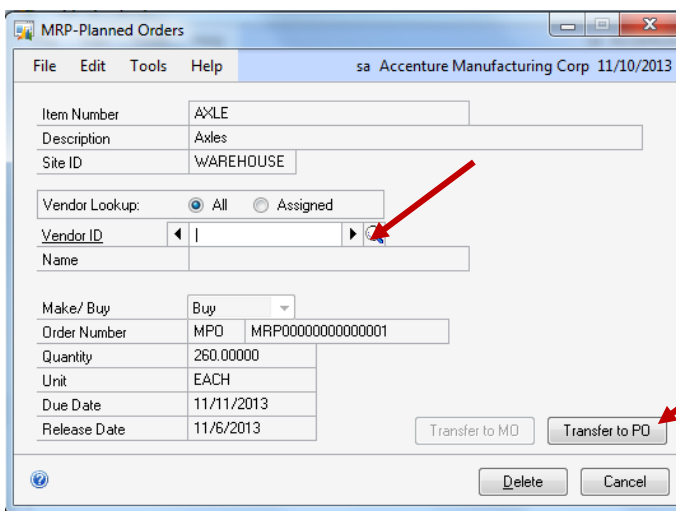 MRP-Planned Orders
File Edit Tools Help sa Accenture Manufacturing Corp 11/10/2013
Item Number AXLE
Description Axles
Site ID WAREHOUSE
Vendor Lookup: All Assigned
Vendor ID
Name
Make/ Buy Buy
Order Number MPO MRP00000000000001
Quantity 260.00000
Unit EACH
Due Date 11/11/2013
Release Date 11/6/2013
Transfer to MO Transfer to PO
Delete Cancel